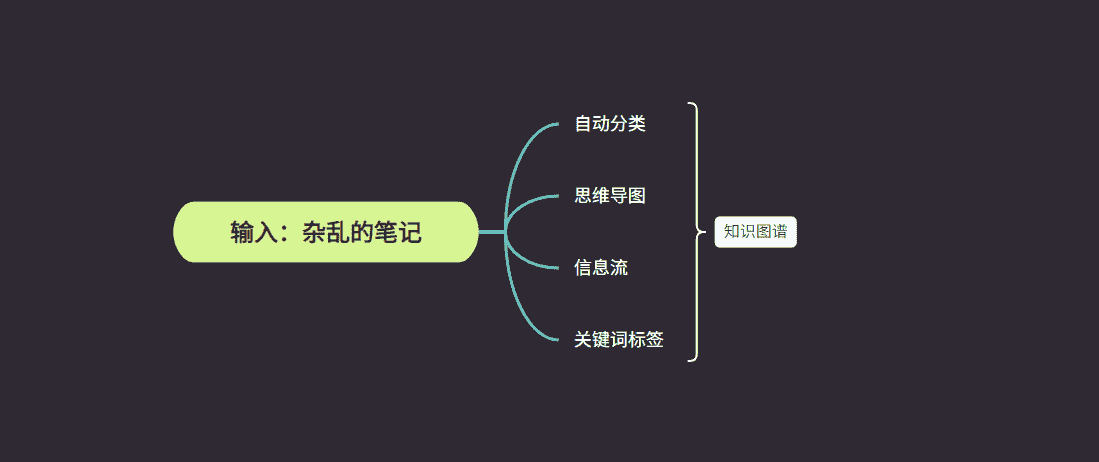 输入：杂乱的笔记
自动分类
思维导图
信息流
关键词标签
知识图谱